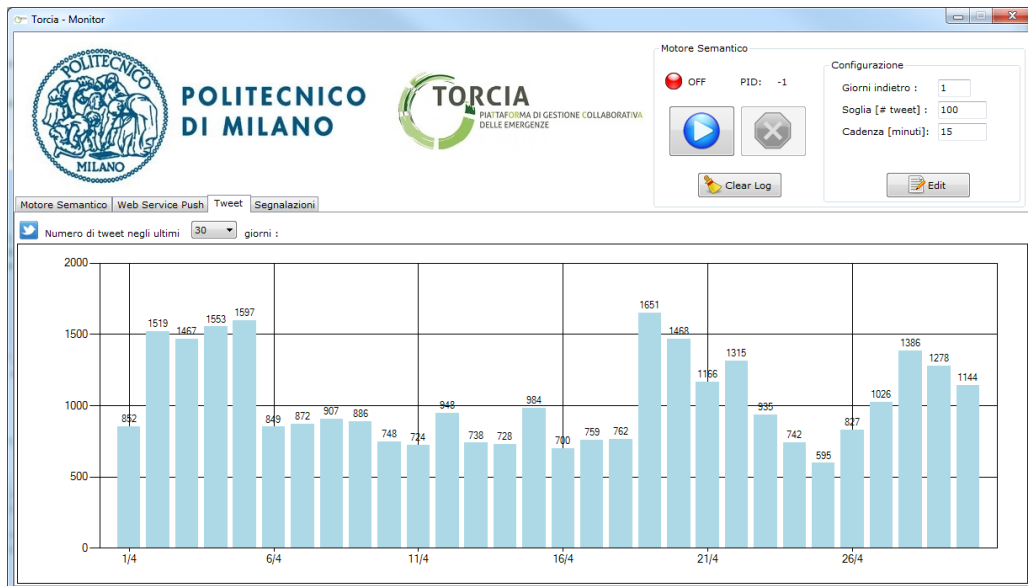 Torcia - Monitor
POLITECNICO
MILANO
POLITECNICO
DI MILANO
TORCIA
PIATTAFORMA DI GESTIONE COLLABORATIVA
DELLE EMERGENZE
Motore Semantico
OFF PID: -1
Clear Log
Configurazione
Giorni indietro : 1
Soglia [# tweet] : 100
Cadenza [minuti]: 15
Edit
Motore Semantico Web Service Push Tweet Segnalazioni
Numero di tweet negli ultimi 30 giorni :
2000
1500
1000
500
0
852
1519
1467
1553
1597
849
872
907
886
748
724
948
738
728
984
700
759
762
1651
1468
1166
1315
935
742
595
827
1026
1386
1278
1144
1/4 6/4 11/4 16/4 21/4 26/4